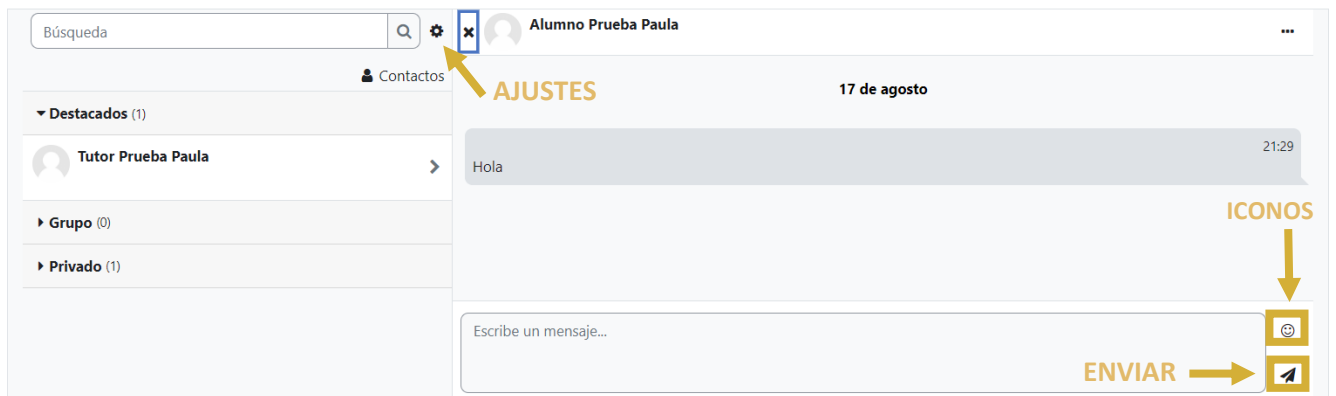 Búsqueda
Contactos
AJUSTES
Destacados (1)
Tutor Prueba Paula
Grupo (0)
Privado (1)
Alumno Prueba Paula
17 de agosto
21:29
Hola
ICONOS
Escribe un mensaje...
ENVIAR